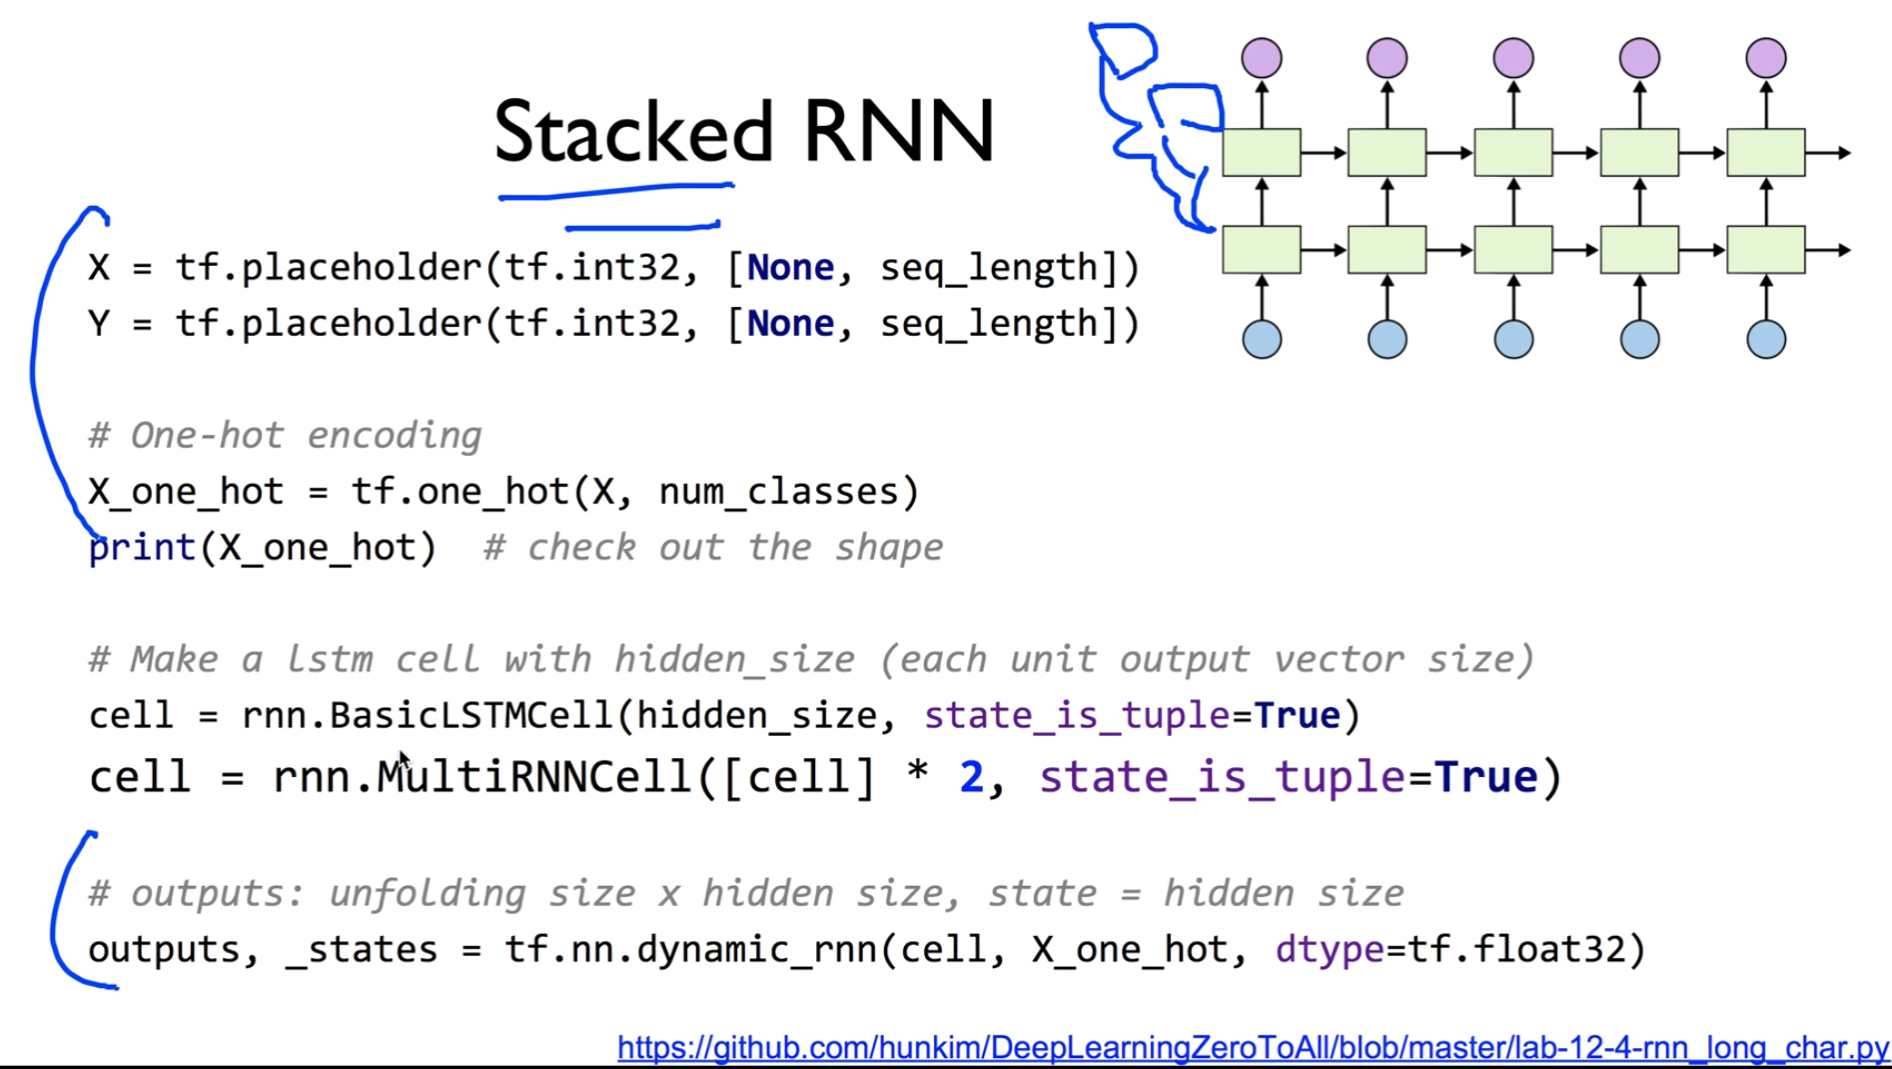 Stacked RNN
X = tf.placeholder(tf.int32, [None, seq_length])
Y = tf.placeholder(tf.int32, [None, seq_length])
# One-hot encoding
X_one_hot = tf.one_hot(X, num_classes)
print(X_one_hot)  # check out the shape
# Make a lstm cell with hidden_size (each unit output vector size)
cell = rnn.BasicLSTMCell(hidden_size, state_is_tuple=True)
cell = rnn.MultiRNNCell([cell] * 2, state_is_tuple=True)
# outputs: unfolding size x hidden size, state = hidden size
outputs, _states = tf.nn.dynamic_rnn(cell, X_one_hot, dtype=tf.float32)
https://github.com/hunkim/DeepLearningZeroToAll/blob/master/lab-12-4-rnn_long_char.py